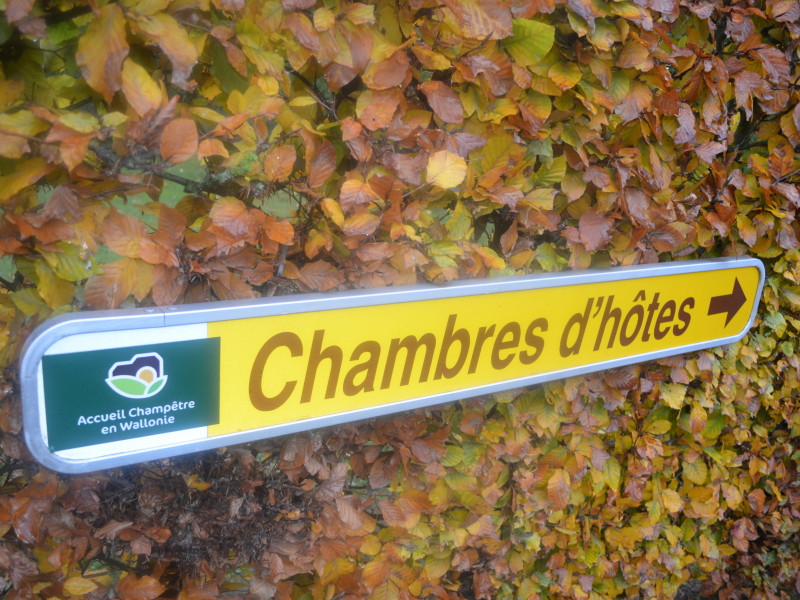 Accueil Champêtre
en Wallonie
Chambres d'hôtes